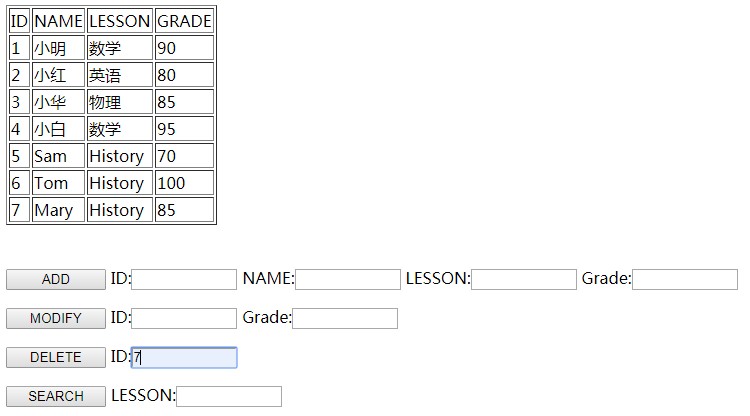 ID NAME LESSON GRADE
1 小明 数学 90
2 小红 英语 80
3 小华 物理 85
4 小白 数学 95
5 Sam History 70
6 Tom History 100
7 Mary History 85
ADD ID: NAME: LESSON: Grade:
MODIFY ID: Grade:
DELETE ID:7
SEARCH LESSON: